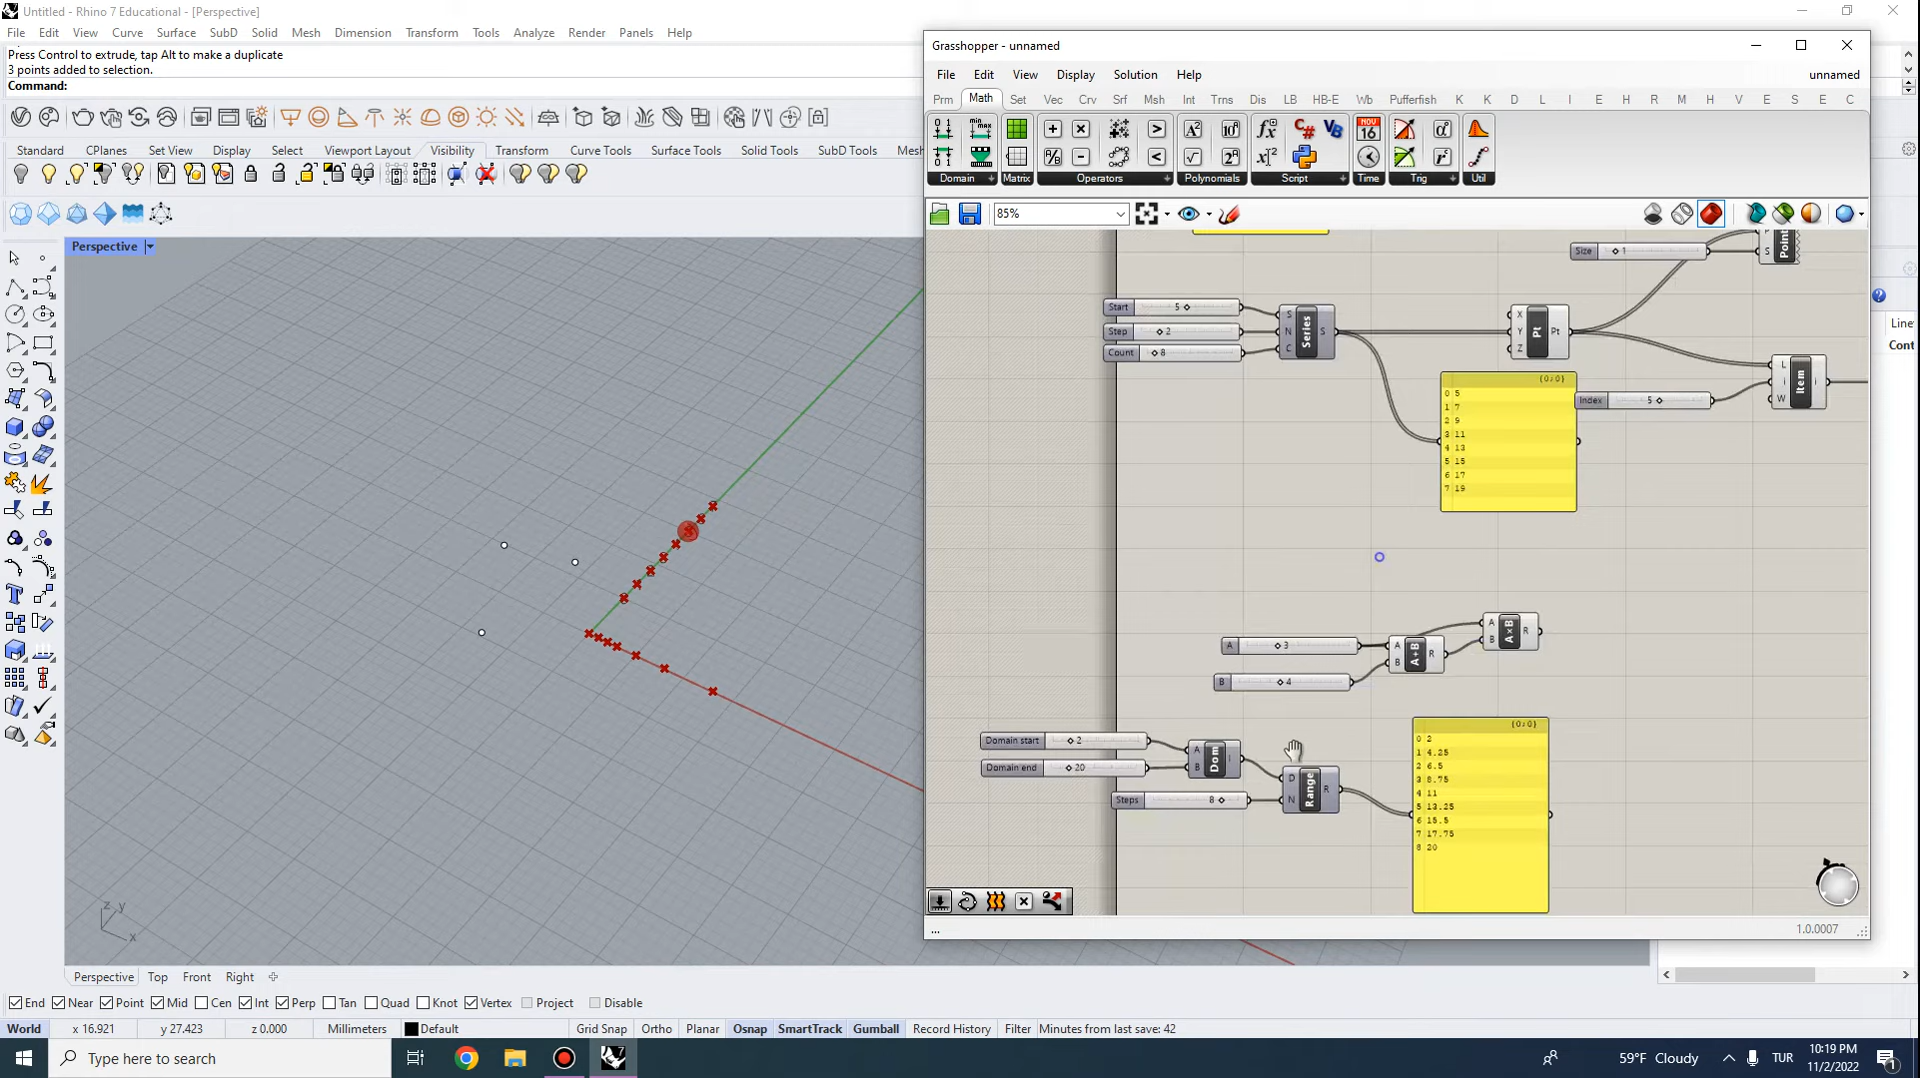 Untitled - Rhino 7 Educational - [Perspective]
File Edit View Curve Surface SubD Solid Mesh Dimension Transform Tools Analyze Render Panels Help
Press Control to extrude, tap Alt to make a duplicate
3 points added to selection.
Command:
Standard CPlanes Set View Display Select Viewport Layout Visibility Transform Curve Tools Surface Tools Solid Tools SubD Tools Mesh
Perspective
Grasshopper - unnamed
File Edit View Display Solution Help unnamed
Prm Math Set Vec Crv Srf Msh Int Trns Dis LB HB-E Wb Pufferfish K K D L I E H R M H V E S E C
Domain Matrix Operators Polynomials Script Time Trig Util
85%
Size 1
Point
Start 5
Step 2
Count 8
S N C Series S
X Y Z Pt Pt
L i W Item i
Index 5
{0;0}
0 5
1 7
2 9
3 11
4 13
5 15
6 17
7 19
A 3
B 4
A B A+B R
A B A×B R
Domain start 2
Domain end 20
Steps 8
A B Dom I
D N Range R
{0;0}
0 2
1 4.25
2 6.5
3 8.75
4 11
5 13.25
6 15.5
7 17.75
8 20
...
1.0.0007
Line
Cont
z y x
Perspective Top Front Right
End Near Point Mid Cen Int Perp Tan Quad Knot Vertex Project Disable
World x 16.921 y 27.423 z 0.000 Millimeters Default Grid Snap Ortho Planar Osnap SmartTrack Gumball Record History Filter Minutes from last save: 42
Type here to search
59°F Cloudy TUR 10:19 PM
11/2/2022
1